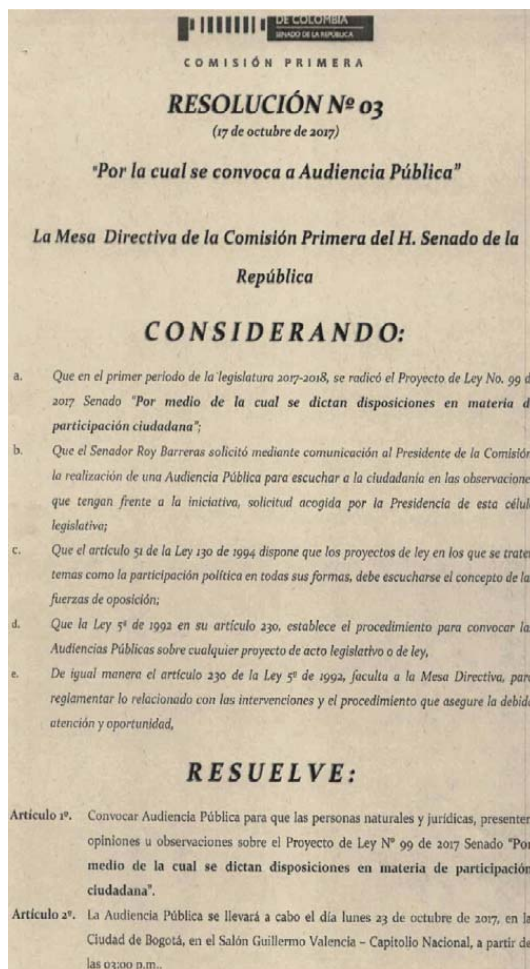 DE COLOMBIA
SENADO DE LA REPÚBLICA
COMISIÓN PRIMERA
RESOLUCIÓN Nº 03
(17 de octubre de 2017)
"Por la cual se convoca a Audiencia Pública"
La Mesa Directiva de la Comisión Primera del H. Senado de la
República
CONSIDERANDO:
a. Que en el primer periodo de la legislatura 2017-2018, se radicó el Proyecto de Ley No. 99 d
2017 Senado "Por medio de la cual se dictan disposiciones en materia d
participación ciudadana";
b. Que el Senador Roy Barreras solicitó mediante comunicación al Presidente de la Comisión
la realización de una Audiencia Pública para escuchar a la ciudadanía en las observacione
que tengan frente a la iniciativa, solicitud acogida por la Presidencia de esta célul
legislativa;
c. Que el artículo 51 de la Ley 130 de 1994 dispone que los proyectos de ley en los que se trate
temas como la participación política en todas sus formas, debe escucharse el concepto de la
fuerzas de oposición;
d. Que la Ley 5ª de 1992 en su artículo 230, establece el procedimiento para convocar la
Audiencias Públicas sobre cualquier proyecto de acto legislativo o de ley,
e. De igual manera el artículo 230 de la Ley 5ª de 1992, faculta a la Mesa Directiva, para
reglamentar lo relacionado con las intervenciones y el procedimiento que asegure la debida
atención y oportunidad,
RESUELVE:
Artículo 1º. Convocar Audiencia Pública para que las personas naturales y jurídicas, presenten
opiniones u observaciones sobre el Proyecto de Ley Nº 99 de 2017 Senado "Por
medio de la cual se dictan disposiciones en materia de participación
ciudadana".
Artículo 2º. La Audiencia Pública se llevará a cabo el día lunes 23 de octubre de 2017, en la
Ciudad de Bogotá, en el Salón Guillermo Valencia – Capitolio Nacional, a partir de
las 03:00 p.m..